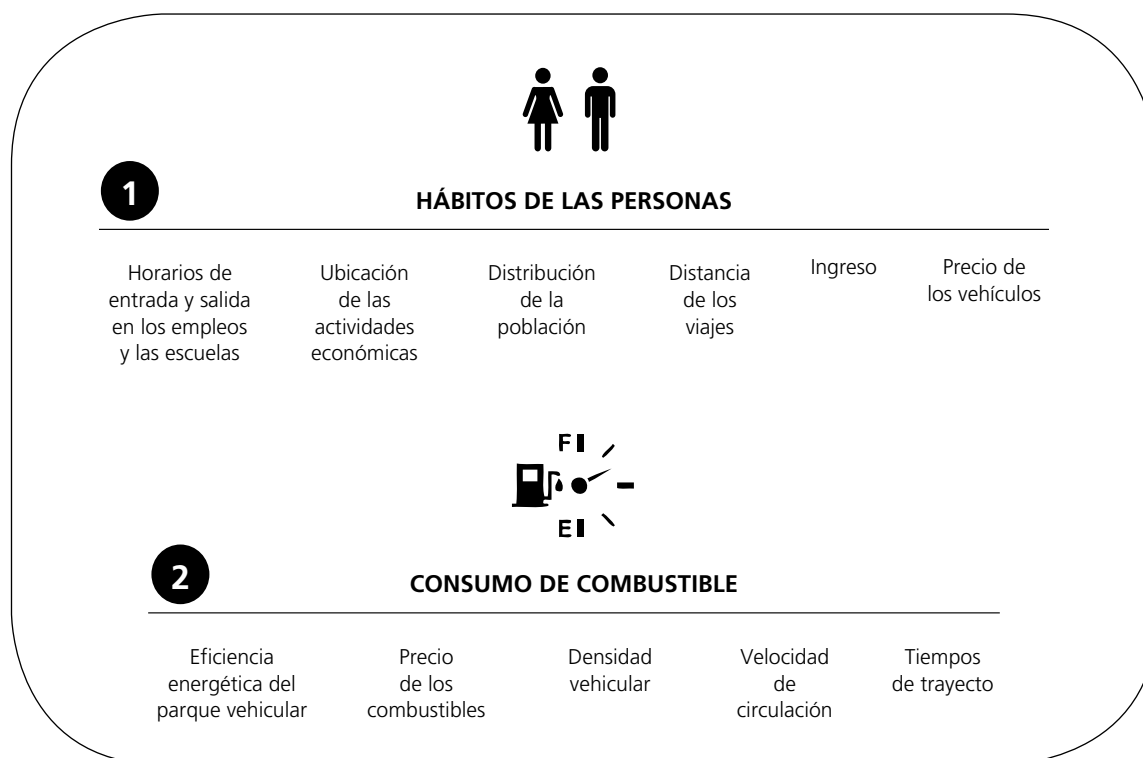 1
HÁBITOS DE LAS PERSONAS
Horarios de
entrada y salida
en los empleos
y las escuelas
Ubicación
de las
actividades
económicas
Distribución
de la
población
Distancia
de los
viajes
Ingreso
Precio de
los vehículos
F
E
2
CONSUMO DE COMBUSTIBLE
Eficiencia
energética del
parque vehicular
Precio
de los
combustibles
Densidad
vehicular
Velocidad
de
circulación
Tiempos
de trayecto